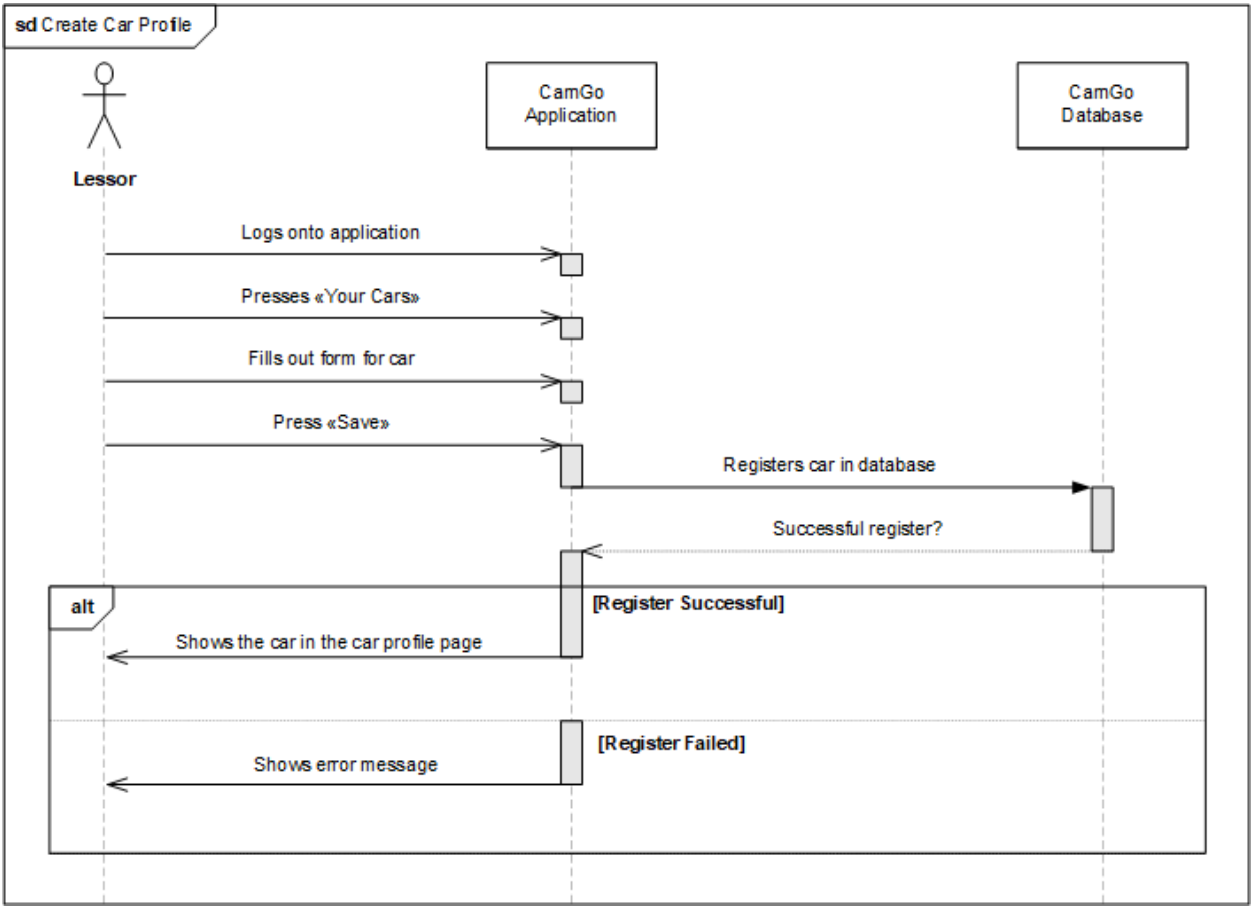 sd Create Car Profile
CamGo
Application
CamGo
Database
Lessor
Logs onto application
Presses «Your Cars»
Fills out form for car
Press «Save»
Registers car in database
Successful register?
alt
[Register Successful]
Shows the car in the car profile page
[Register Failed]
Shows error message